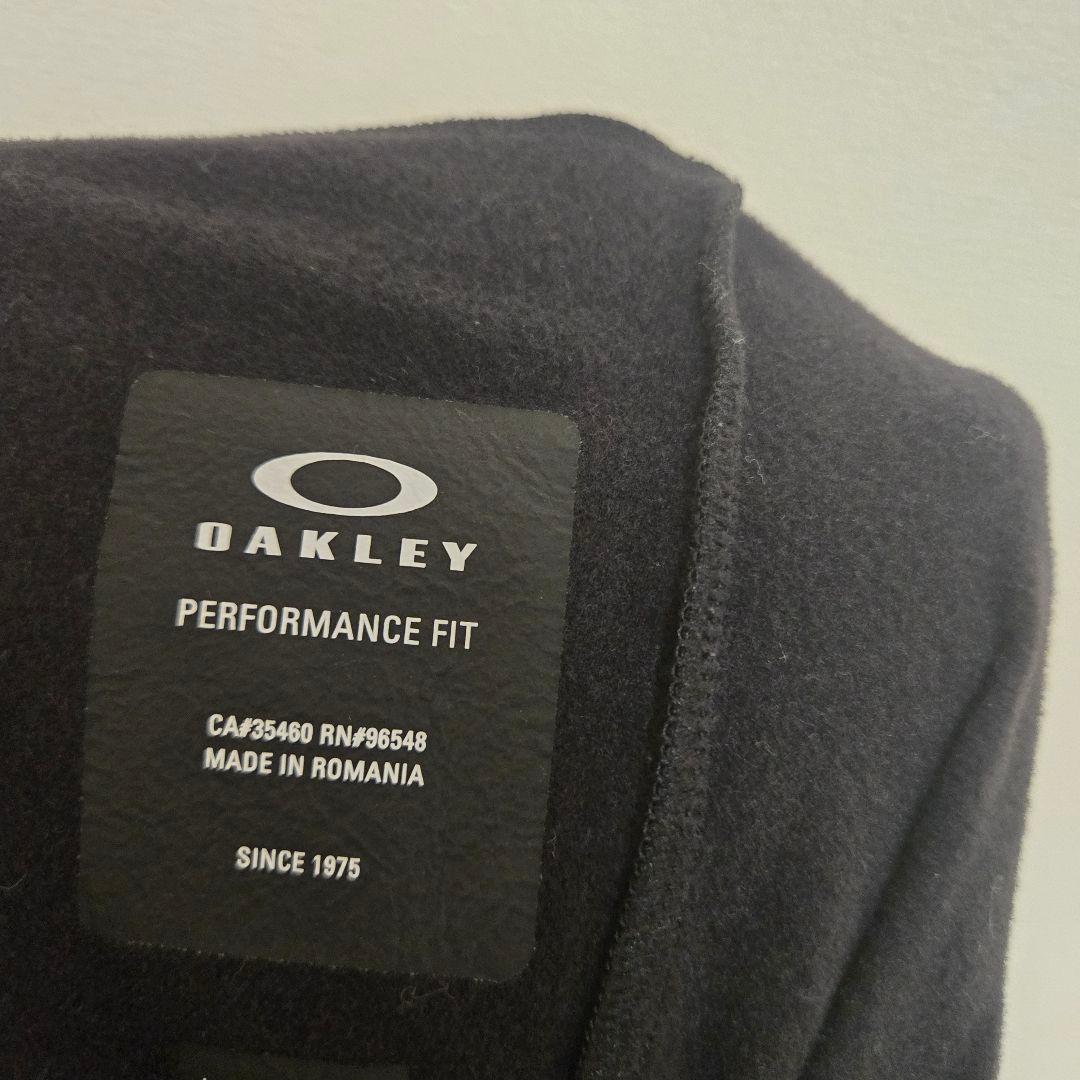 OAKLEY
PERFORMANCE FIT
CA#35460 RN#96548
MADE IN ROMANIA
SINCE 1975